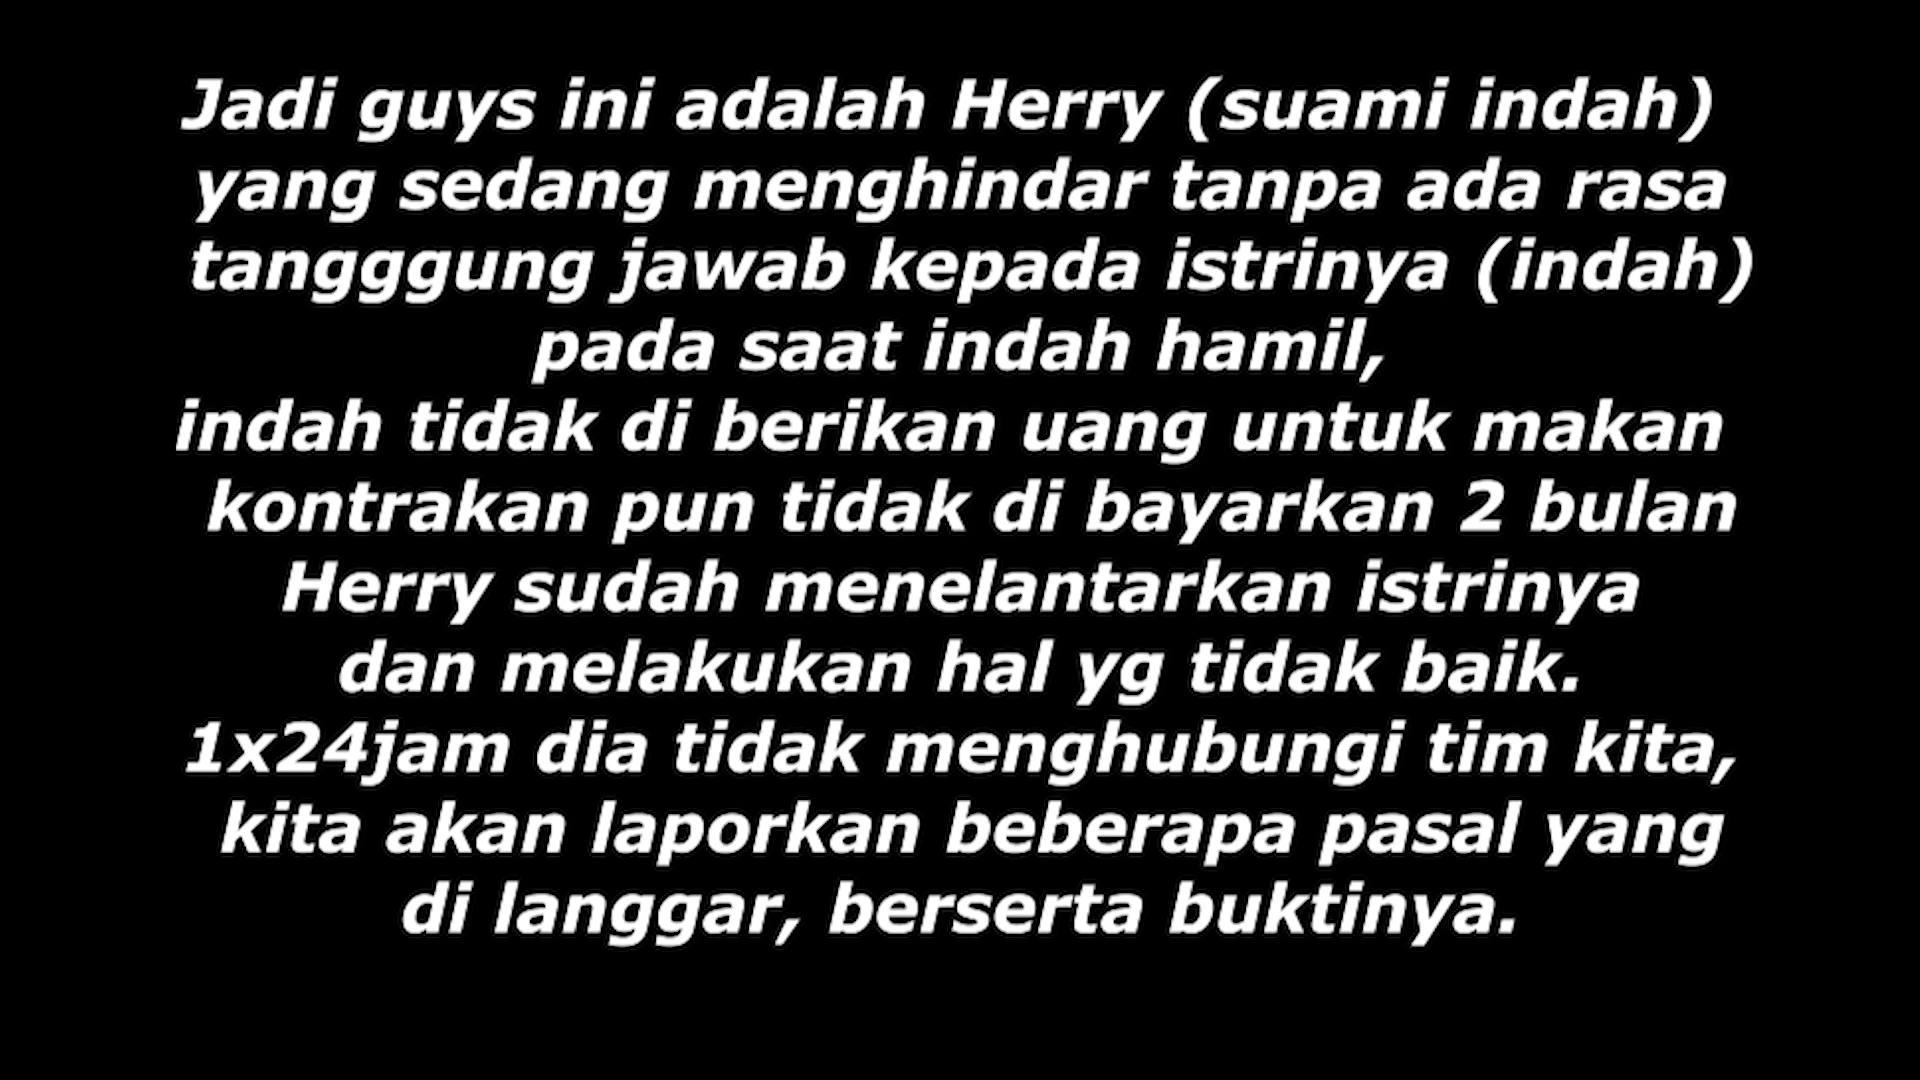 Jadi guys ini adalah Herry (suami indah)
yang sedang menghindar tanpa ada rasa
tangggung jawab kepada istrinya (indah)
pada saat indah hamil,
indah tidak di berikan uang untuk makan
kontrakan pun tidak di bayarkan 2 bulan
Herry sudah menelantarkan istrinya
dan melakukan hal yg tidak baik.
1x24jam dia tidak menghubungi tim kita,
kita akan laporkan beberapa pasal yang
di langgar, berserta buktinya.